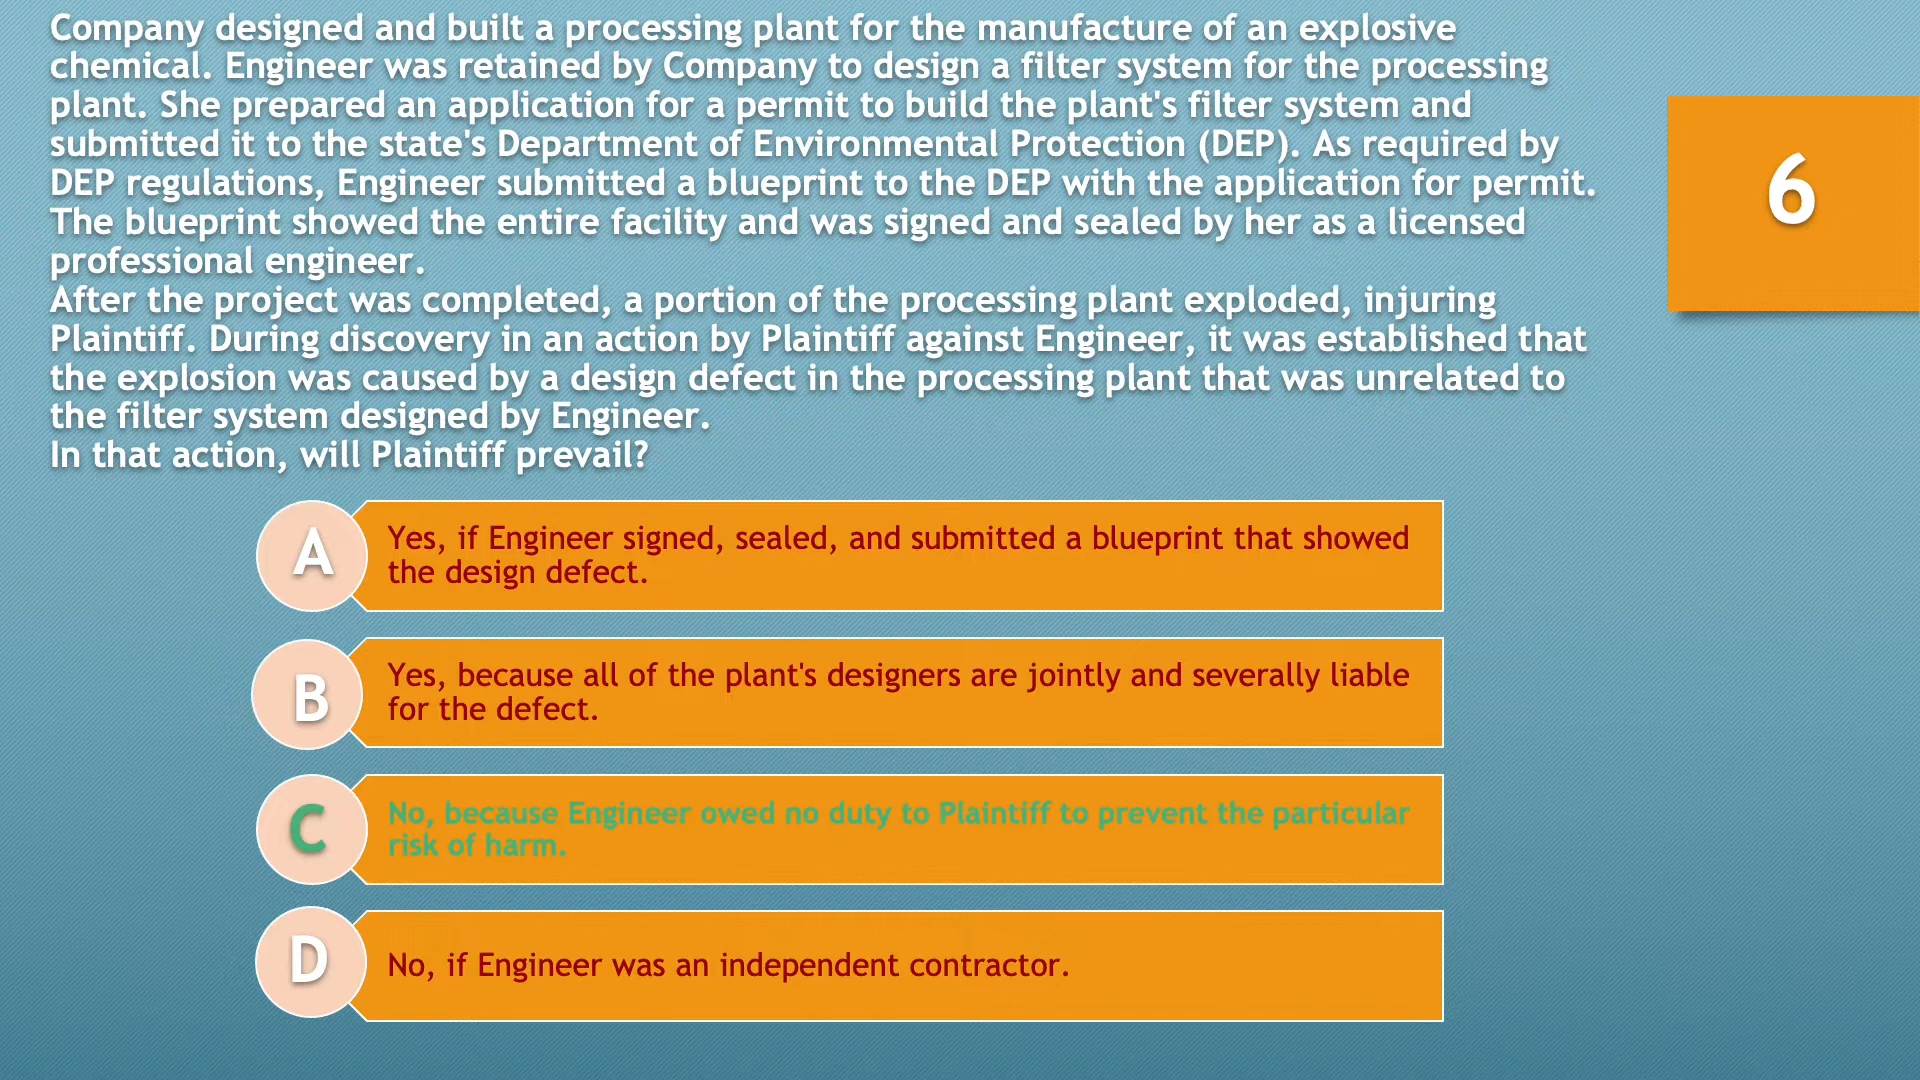 Company designed and built a processing plant for the manufacture of an explosive
chemical. Engineer was retained by Company to design a filter system for the processing
plant. She prepared an application for a permit to build the plant's filter system and
submitted it to the state's Department of Environmental Protection (DEP). As required by
DEP regulations, Engineer submitted a blueprint to the DEP with the application for permit.
The blueprint showed the entire facility and was signed and sealed by her as a licensed
professional engineer.
After the project was completed, a portion of the processing plant exploded, injuring
Plaintiff. During discovery in an action by Plaintiff against Engineer, it was established that
the explosion was caused by a design defect in the processing plant that was unrelated to
the filter system designed by Engineer.
In that action, will Plaintiff prevail?
6
A
Yes, if Engineer signed, sealed, and submitted a blueprint that showed
the design defect.
B
Yes, because all of the plant's designers are jointly and severally liable
for the defect.
C
No, because Engineer owed no duty to Plaintiff to prevent the particular
risk of harm.
D
No, if Engineer was an independent contractor.